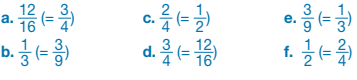 a. 12/16 (= 3/4) c. 2/4 (= 1/2) e. 3/9 (= 1/3)
b. 1/3 (= 3/9) d. 3/4 (= 12/16) f. 1/2 (= 2/4)